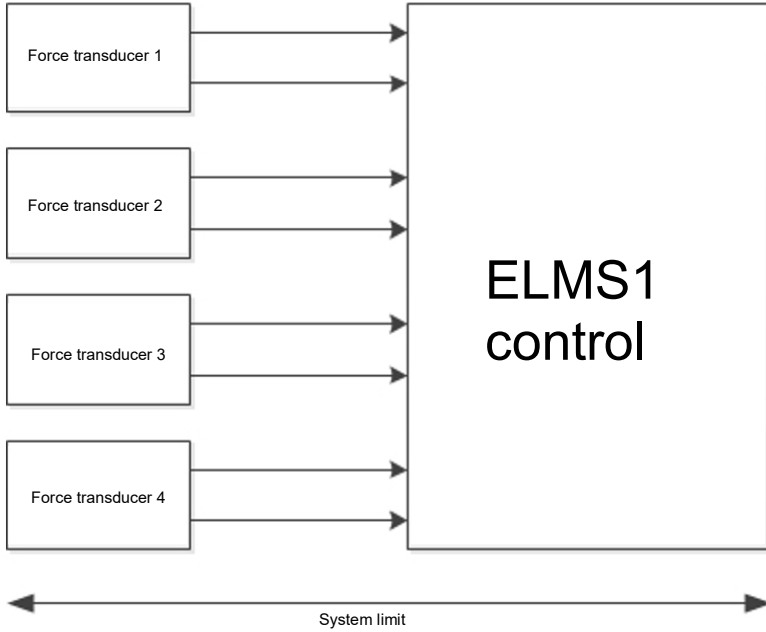 Force transducer 1
Force transducer 2
Force transducer 3
Force transducer 4
ELMS1
control
System limit